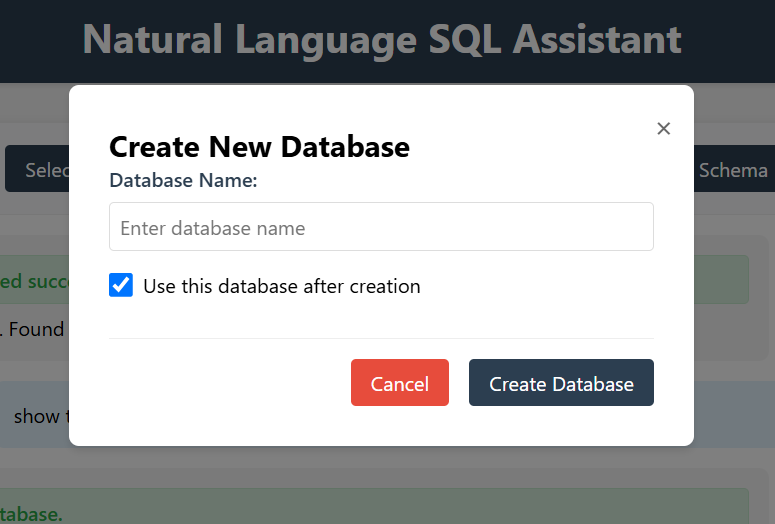 Natural Language SQL Assistant
×
Create New Database
Selec
Schema
Database Name:
Enter database name
ed succ
Use this database after creation
. Found
Cancel
Create Database
show t
tabase.